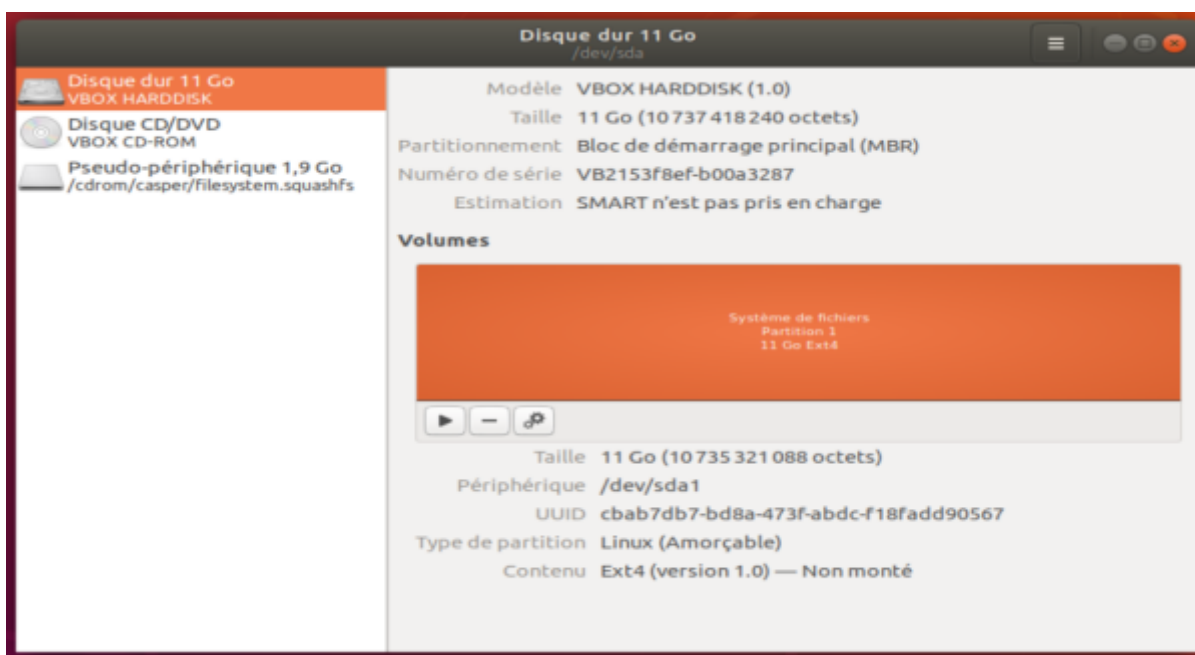 Disque dur 11 Go
/dev/sda
Disque dur 11 Go
VBOX HARDDISK
Disque CD/DVD
VBOX CD-ROM
Pseudo-périphérique 1,9 Go
/cdrom/casper/filesystem.squashfs
Modèle VBOX HARDDISK (1.0)
Taille 11 Go (10 737 418 240 octets)
Partitionnement Bloc de démarrage principal (MBR)
Numéro de série VB2153f8ef-b00a3287
Estimation SMART n'est pas pris en charge
Volumes
Système de fichiers
Partition 1
11 Go Ext4
Taille 11 Go (10 735 321 088 octets)
Périphérique /dev/sda1
UUID cbab7db7-bd8a-473f-abdc-f18fadd90567
Type de partition Linux (Amorçable)
Contenu Ext4 (version 1.0) — Non monté